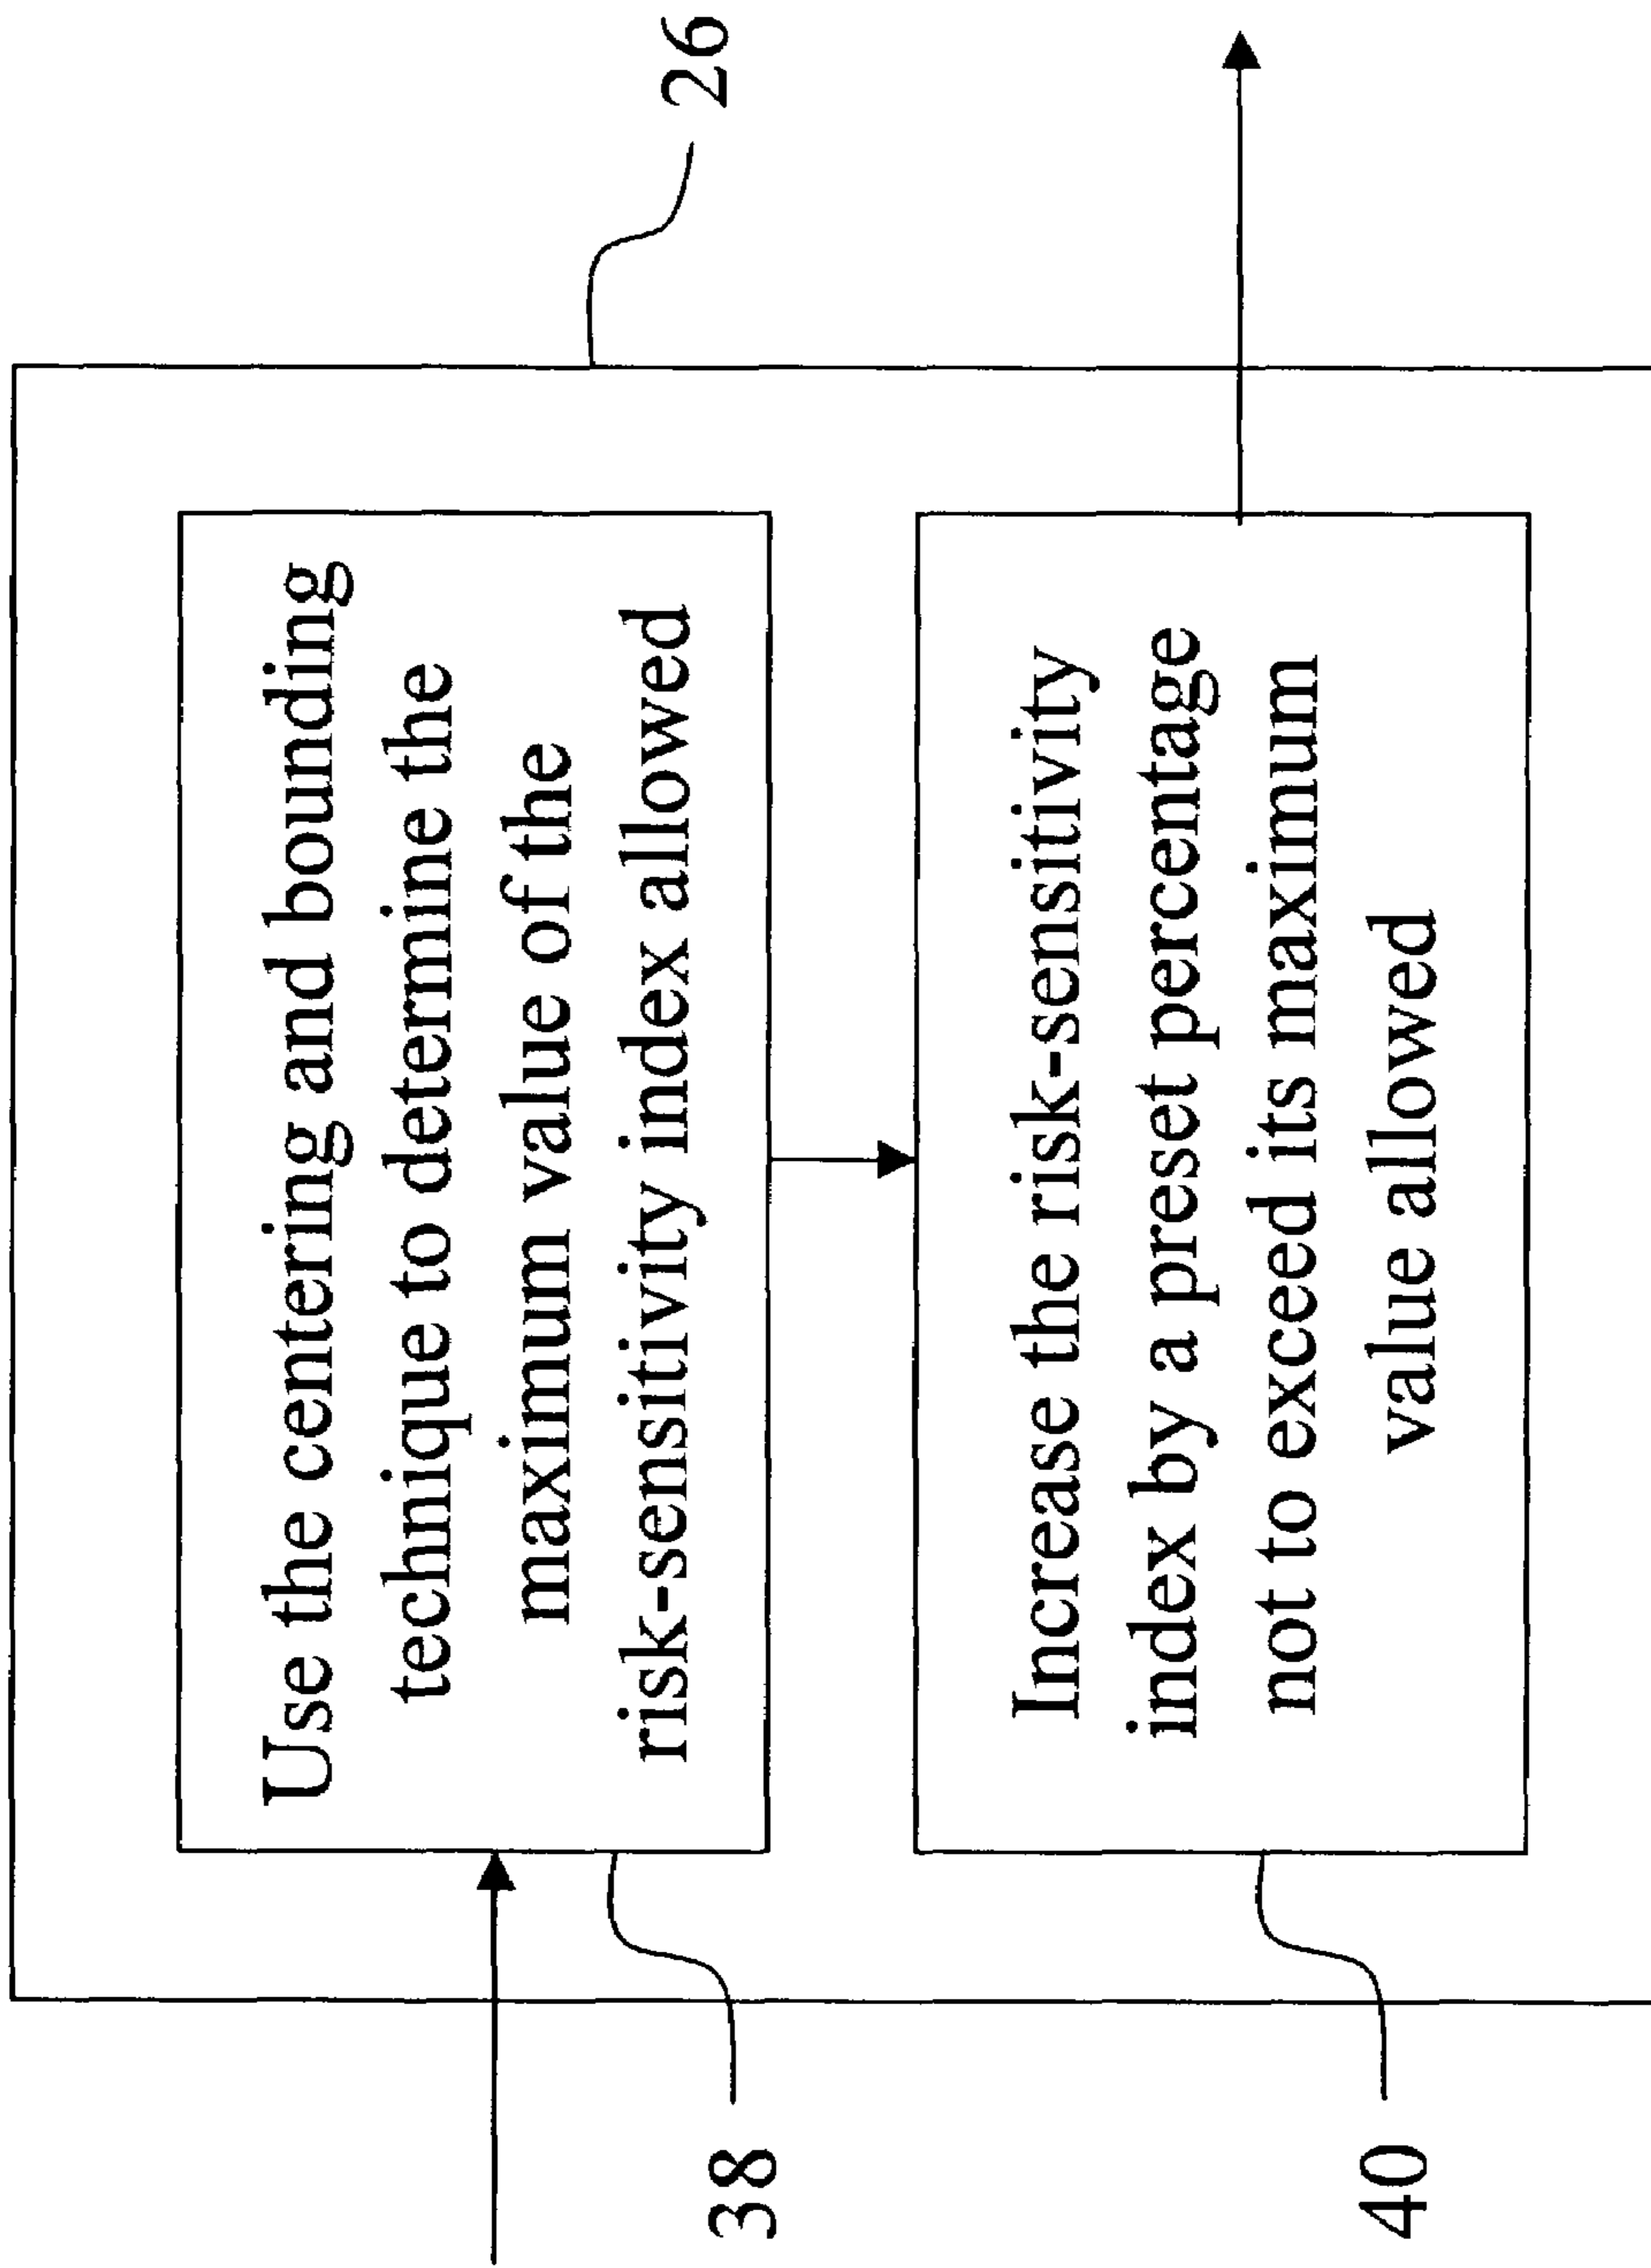 26
Use the centering and bounding
technique to determine the
maximum value of the
risk-sensitivity index allowed
38
Increase the risk-sensitivity
index by a preset percentage
not to exceed its maximum
value allowed
40